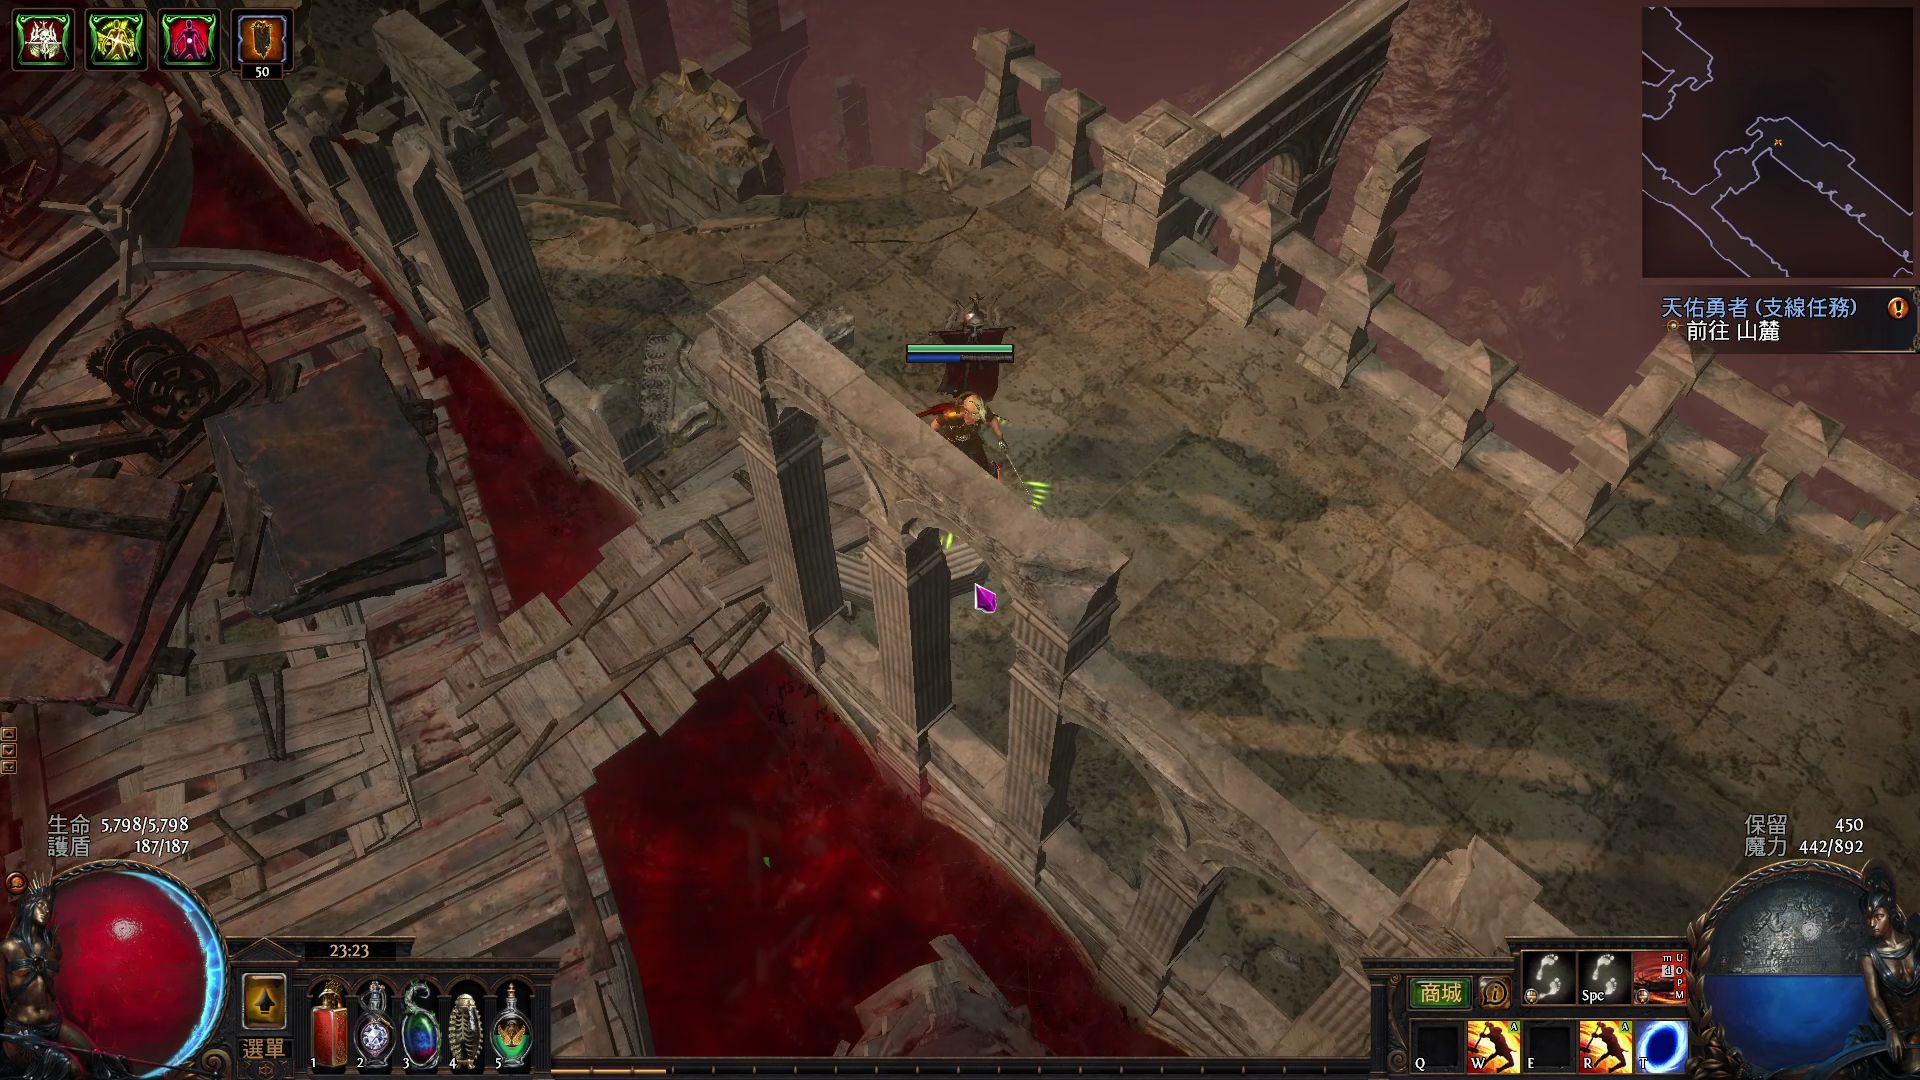 50
天佑勇者 (支線任務)
前往 山麓
生命 5,798/5,798
護盾 187/187
保留 450
魔力 442/892
23:23
選單
1
2
3
4
5
商城
Spc
m U
d O
P
M
Q
W
A
E
R
A
T